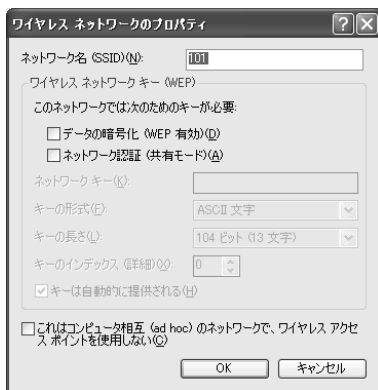 ワイヤレス ネットワークのプロパティ
ネットワーク名 (SSID)(N): 101
ワイヤレス ネットワーク キー (WEP)
このネットワークでは次のためのキーが必要:
データの暗号化 (WEP 有効)(D)
ネットワーク認証 (共有モード)(A)
ネットワーク キー(K):
キーの形式(F): ASCII 文字
キーの長さ(L): 104 ビット (13 文字)
キーのインデックス (詳細)(X): 0
キーは自動的に提供される(H)
これはコンピュータ相互 (ad hoc) のネットワークで、ワイヤレス アクセ
ス ポイントを使用しない(C)
OK キャンセル